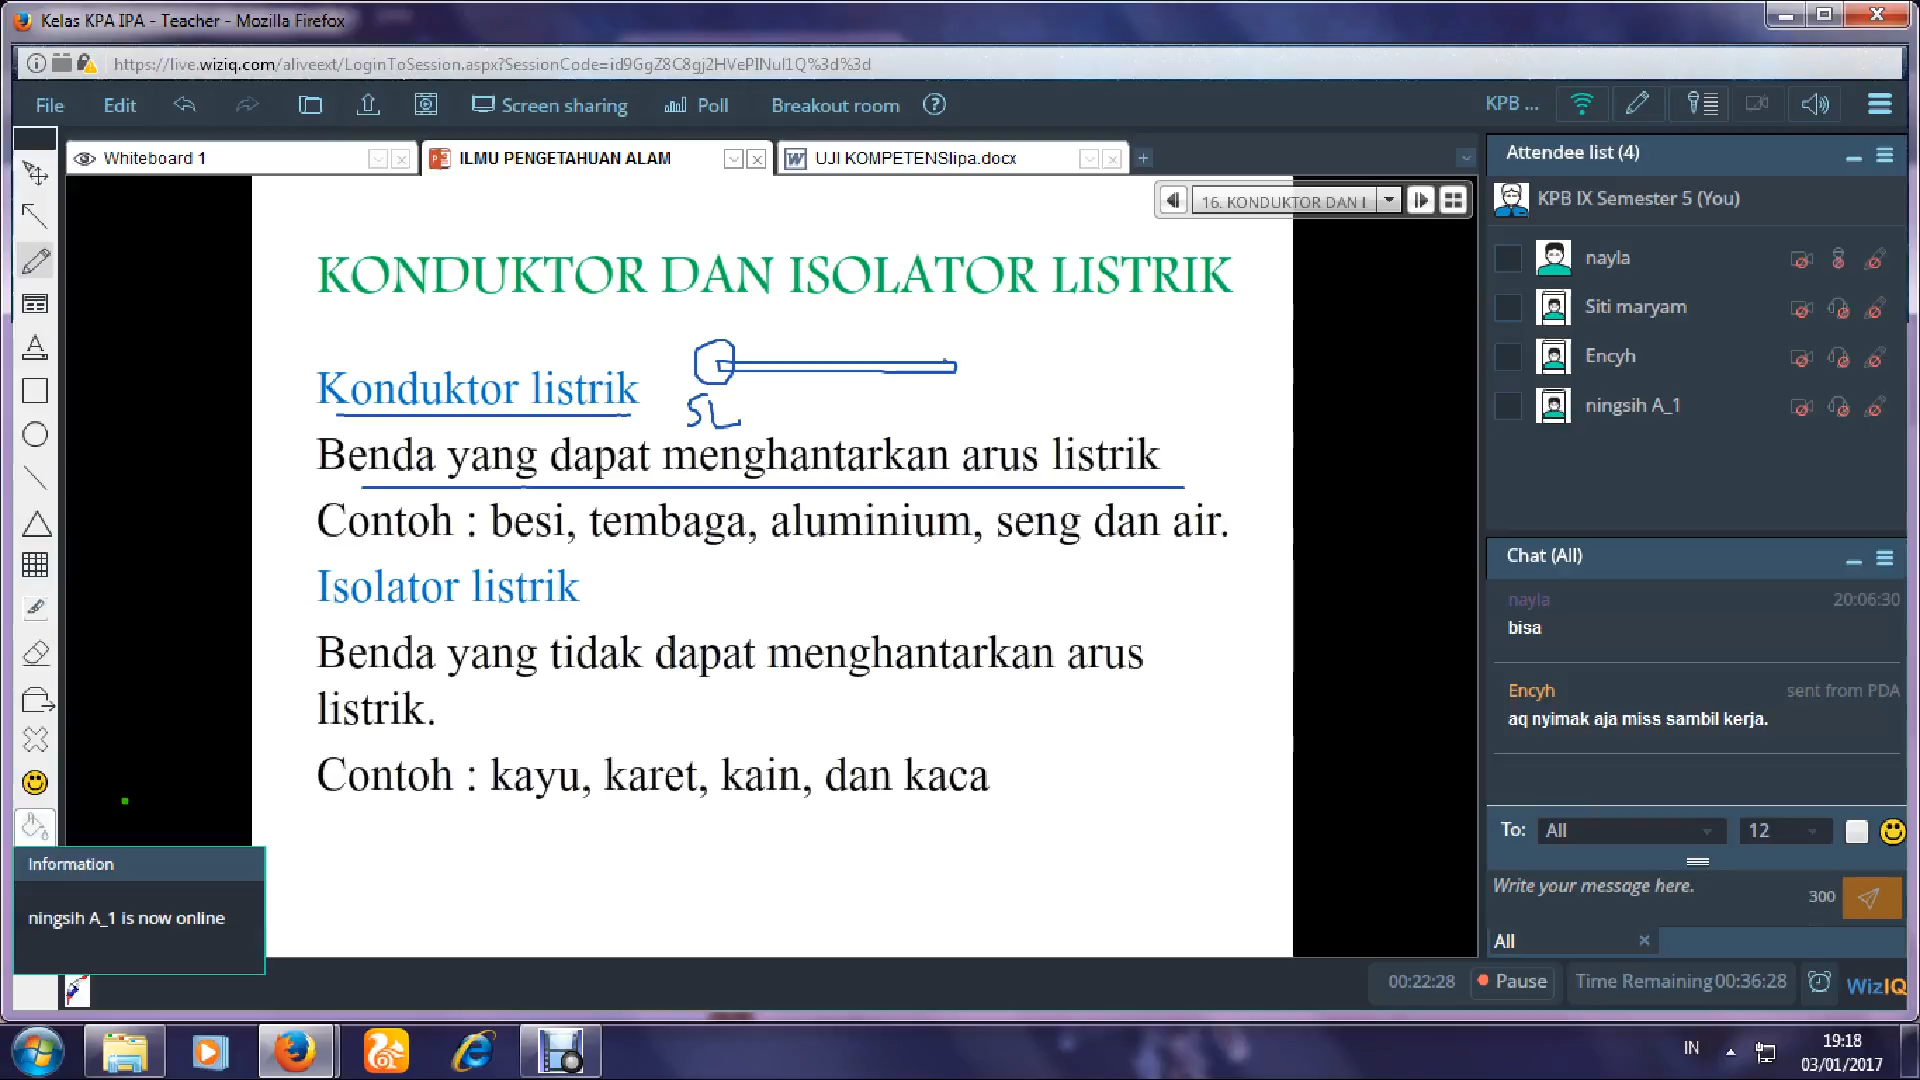 Kelas KPA IPA - Teacher - Mozilla Firefox
https://live.wiziq.com/aliveext/LoginToSession.aspx?SessionCode=id9GgZ8C8gj2HVePINul1Q%3d%3d
File Edit Screen sharing Poll Breakout room KPB ...
Whiteboard 1 ILMU PENGETAHUAN ALAM UJI KOMPETENSIipa.docx
16. KONDUKTOR DAN I
KONDUKTOR DAN ISOLATOR LISTRIK
Konduktor listrik
SL
Benda yang dapat menghantarkan arus listrik
Contoh : besi, tembaga, aluminium, seng dan air.
Isolator listrik
Benda yang tidak dapat menghantarkan arus
listrik.
Contoh : kayu, karet, kain, dan kaca
Information
ningsih A_1 is now online
Attendee list (4)
KPB IX Semester 5 (You)
nayla
Siti maryam
Encyh
ningsih A_1
Chat (All)
nayla 20:06:30
bisa
Encyh sent from PDA
aq nyimak aja miss sambil kerja.
To: All 12
Write your message here. 300
All
00:22:28 Pause Time Remaining 00:36:28 WizIQ
IN 19:18
03/01/2017